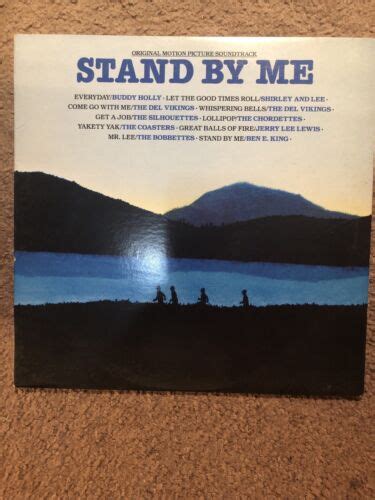 ORIGINAL MOTION PICTURE SOUNDTRACK
STAND BY ME
EVERYDAY/BUDDY HOLLY · LET THE GOOD TIMES ROLL/SHIRLEY AND LEE ·
COME GO WITH ME/THE DEL VIKINGS · WHISPERING BELLS/THE DEL VIKINGS ·
GET A JOB/THE SILHOUETTES · LOLLIPOP/THE CHORDETTES ·
YAKETY YAK/THE COASTERS · GREAT BALLS OF FIRE/JERRY LEE LEWIS ·
MR. LEE/THE BOBBETTES · STAND BY ME/BEN E. KING ·